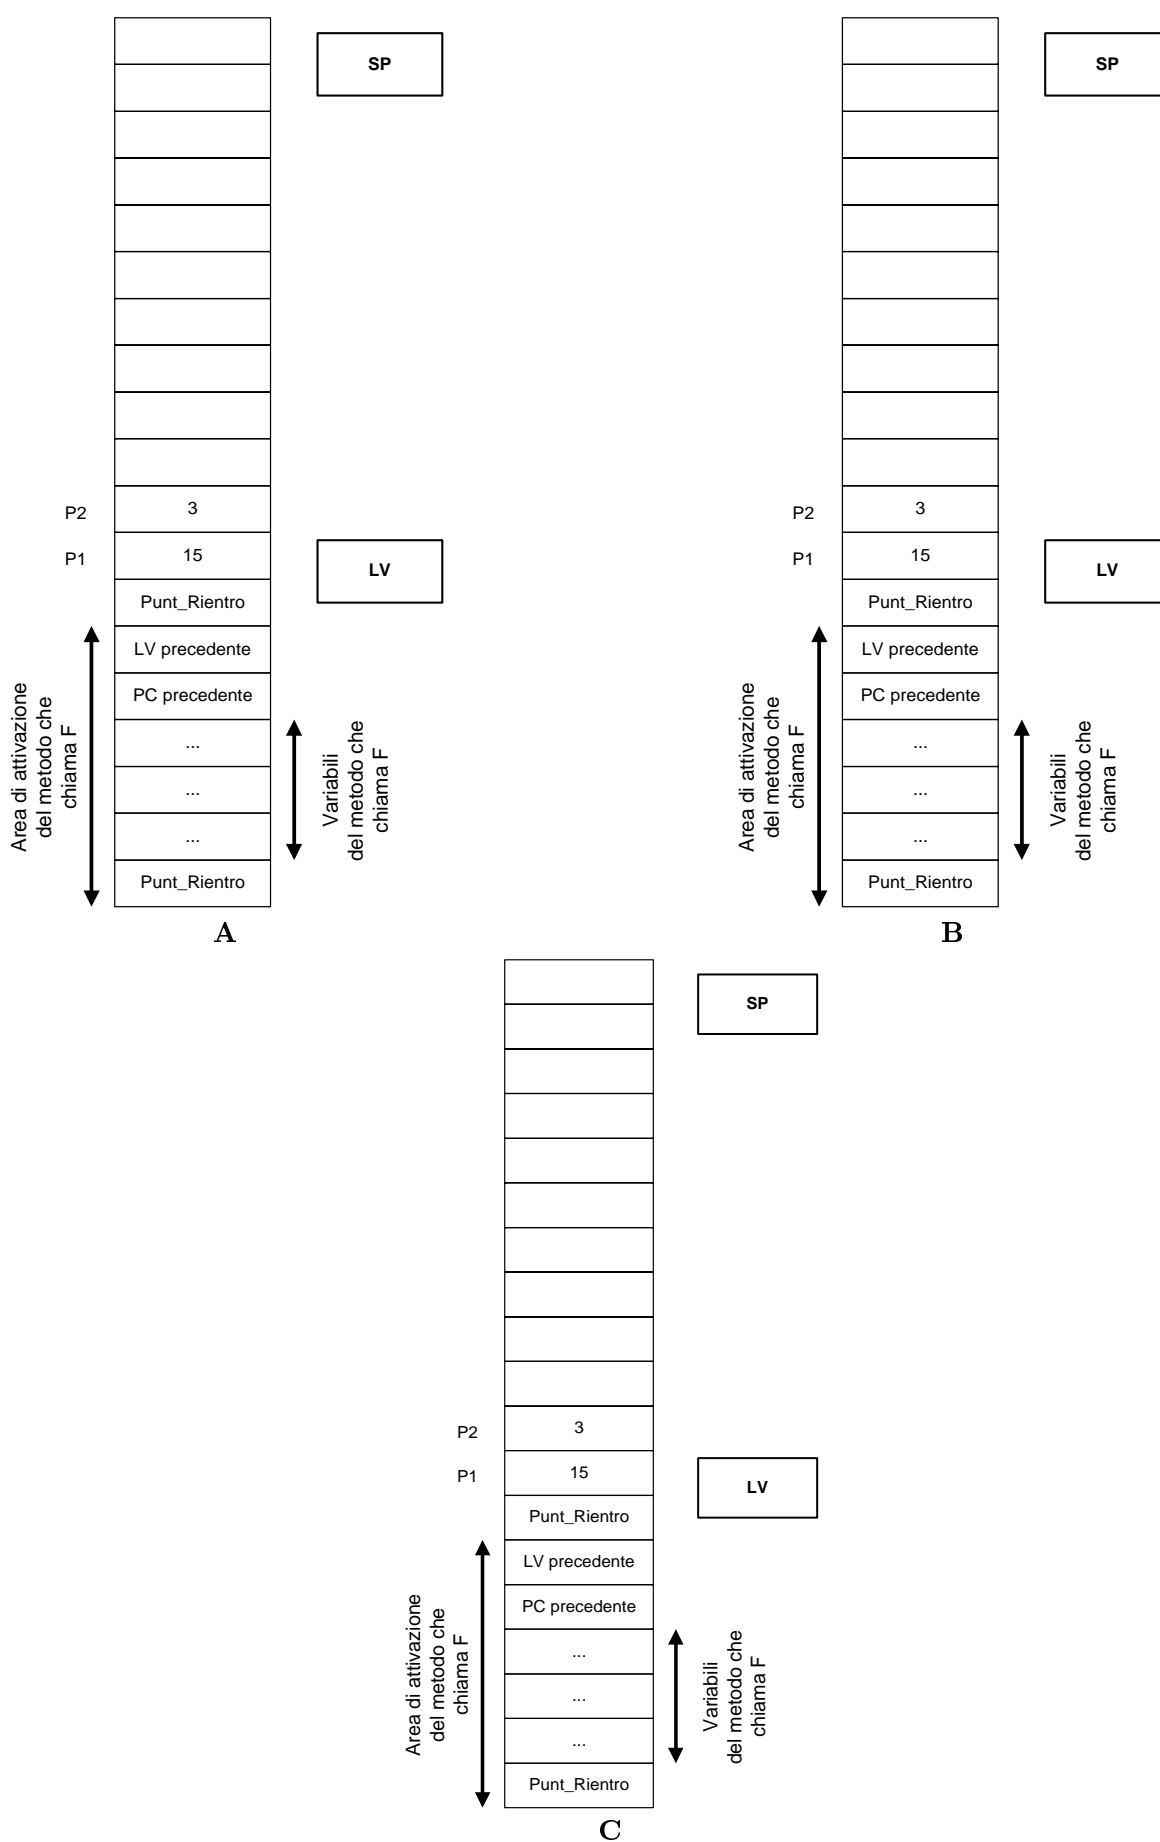 SP
P2
3
P1
15
LV
Punt_Rientro
LV precedente
PC precedente
...
...
...
Punt_Rientro
Area di attivazione
del metodo che
chiama F
Variabili
del metodo che
chiama F
A
SP
P2
3
P1
15
LV
Punt_Rientro
LV precedente
PC precedente
...
...
...
Punt_Rientro
Area di attivazione
del metodo che
chiama F
Variabili
del metodo che
chiama F
B
SP
P2
3
P1
15
LV
Punt_Rientro
LV precedente
PC precedente
...
...
...
Punt_Rientro
Area di attivazione
del metodo che
chiama F
Variabili
del metodo che
chiama F
C